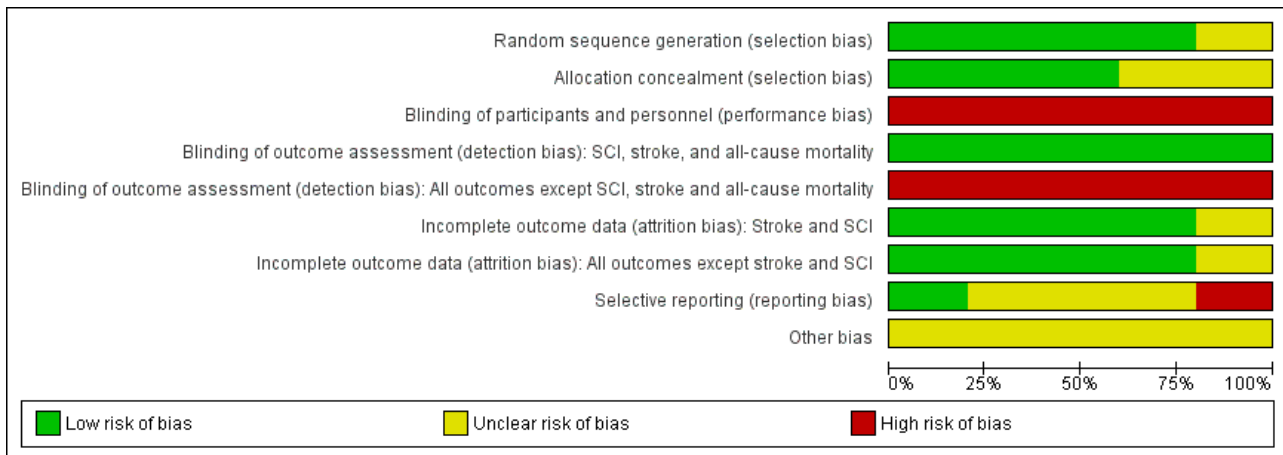 Random sequence generation (selection bias)
Allocation concealment (selection bias)
Blinding of participants and personnel (performance bias)
Blinding of outcome assessment (detection bias): SCI, stroke, and all-cause mortality
Blinding of outcome assessment (detection bias): All outcomes except SCI, stroke and all-cause mortality
Incomplete outcome data (attrition bias): Stroke and SCI
Incomplete outcome data (attrition bias): All outcomes except stroke and SCI
Selective reporting (reporting bias)
Other bias
0% 25% 50% 75% 100%
Low risk of bias Unclear risk of bias High risk of bias